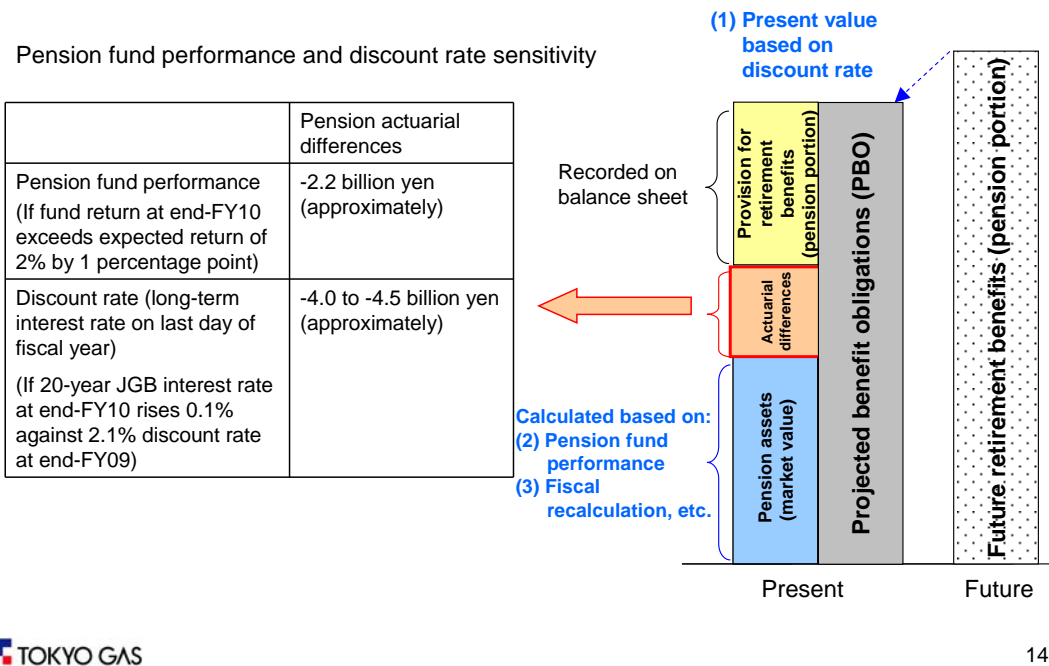 Pension fund performance and discount rate sensitivity
Pension actuarial
differences
Pension fund performance
(If fund return at end-FY10
exceeds expected return of
2% by 1 percentage point)
-2.2 billion yen
(approximately)
Discount rate (long-term
interest rate on last day of
fiscal year)
(If 20-year JGB interest rate
at end-FY10 rises 0.1%
against 2.1% discount rate
at end-FY09)
-4.0 to -4.5 billion yen
(approximately)
(1) Present value
based on
discount rate
Recorded on
balance sheet
Provision for
retirement
benefits
(pension portion)
Actuarial
differences
Calculated based on:
(2) Pension fund
performance
(3) Fiscal
recalculation, etc.
Pension assets
(market value)
Projected benefit obligations (PBO)
Future retirement benefits (pension portion)
Present
Future
TOKYO GAS
14